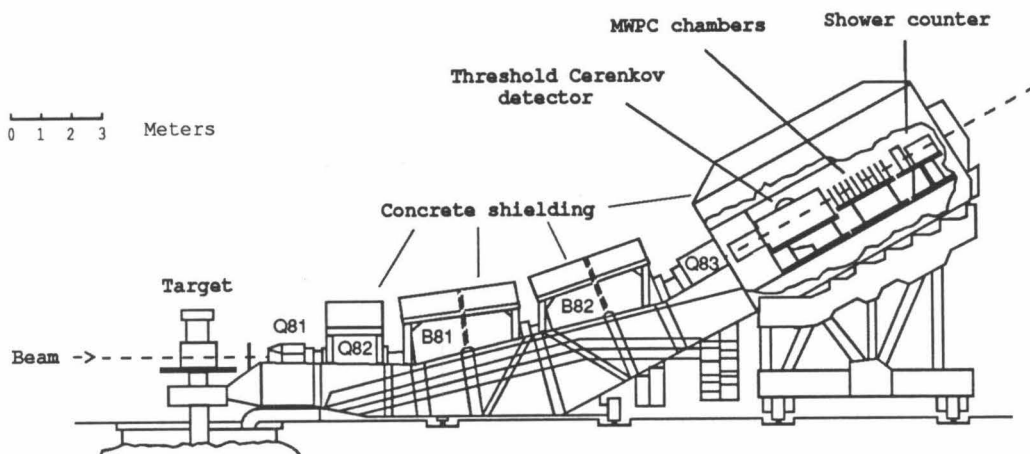 Shower counter
MWPC chambers
Threshold Cerenkov
detector
0 1 2 3 Meters
Concrete shielding
Target
Q81
Q82
B81
B82
Q83
Beam ->